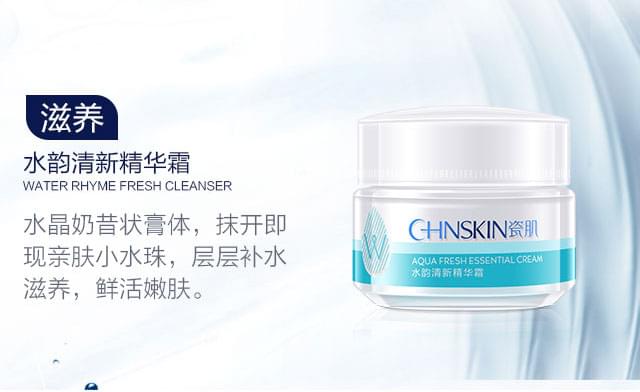 滋养
水韵清新精华霜
WATER RHYME FRESH CLEANSER
水晶奶昔状膏体，抹开即
现亲肤小水珠，层层补水
滋养，鲜活嫩肤。
CHNSKIN瓷肌
AQUA FRESH ESSENTIAL CREAM
水韵清新精华霜